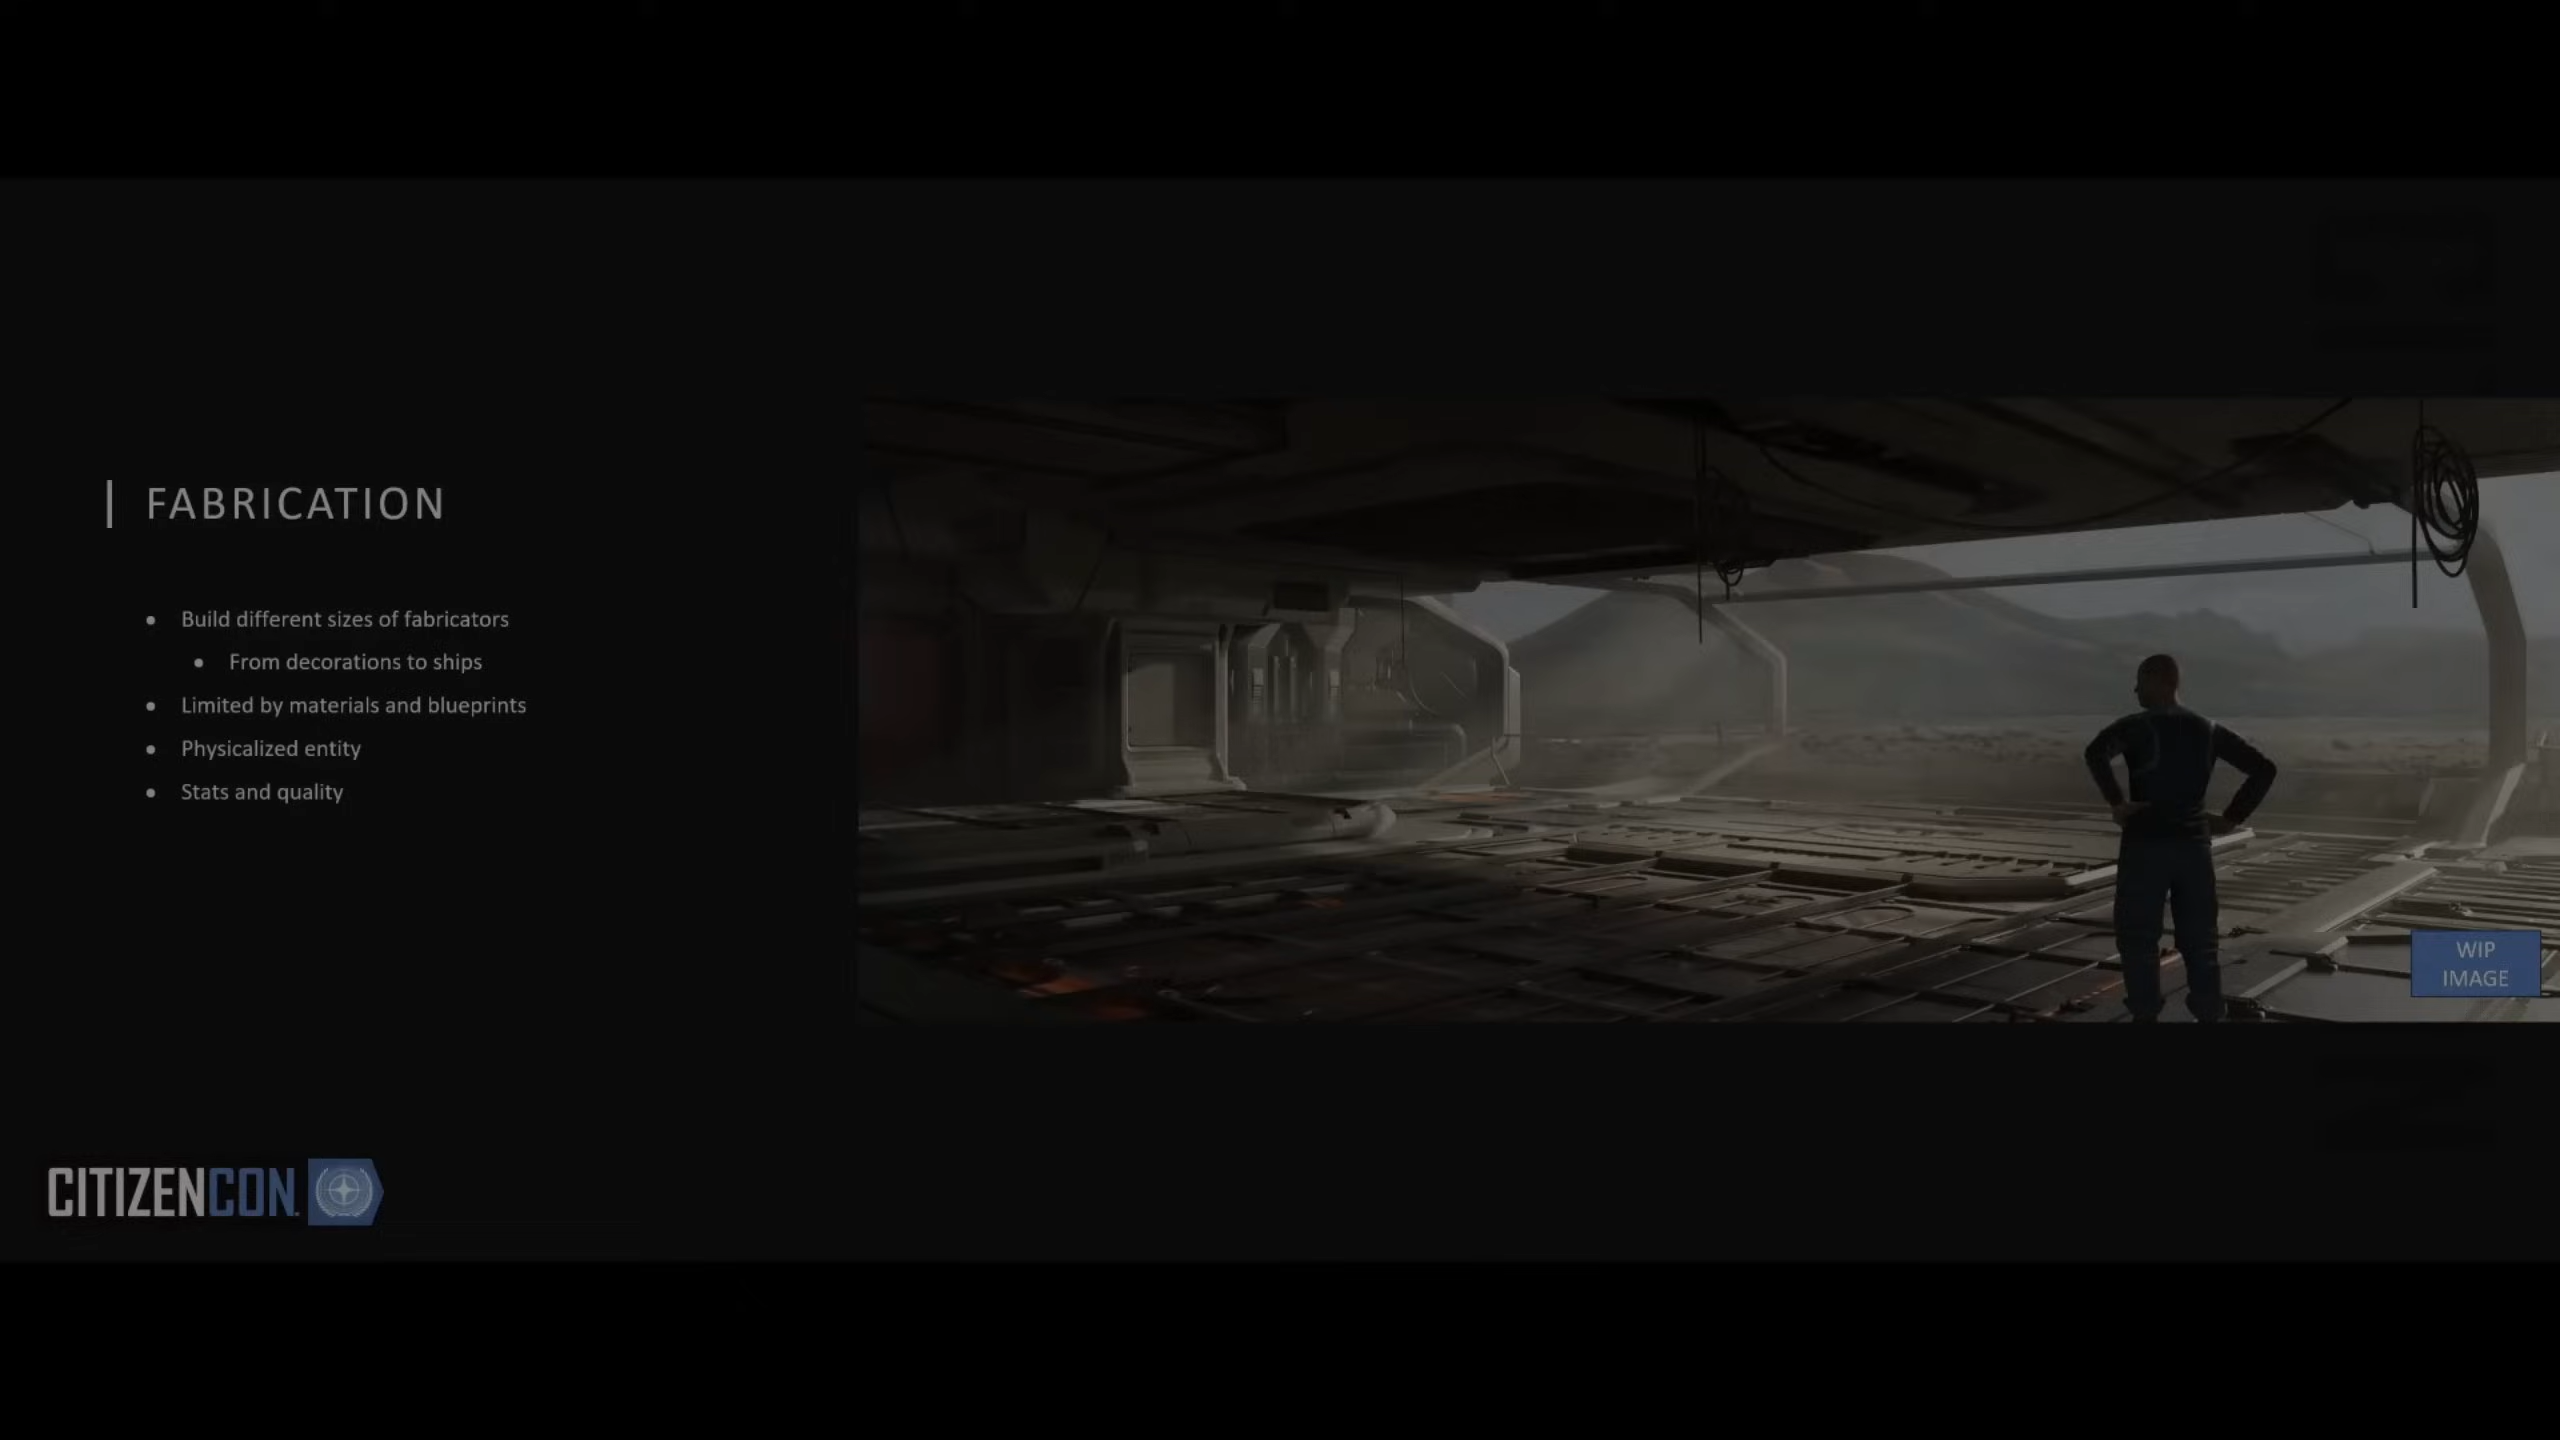 FABRICATION
Build different sizes of fabricators
From decorations to ships
Limited by materials and blueprints
Physicalized entity
Stats and quality
WIP
IMAGE
CITIZENCON.